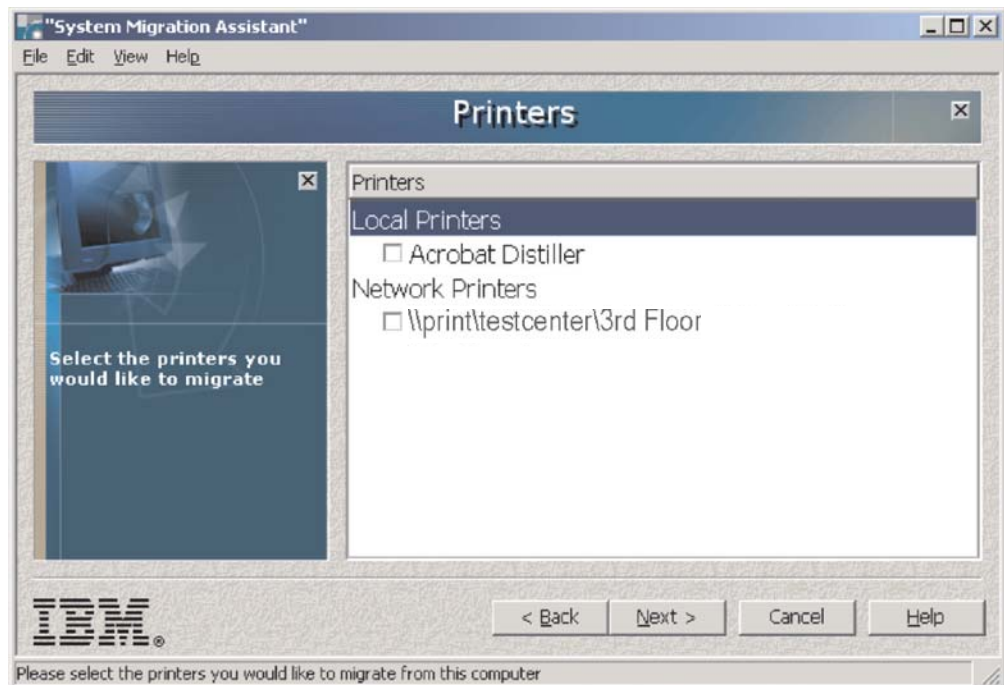 "System Migration Assistant"
File Edit View Help
Printers
Select the printers you
would like to migrate
Printers
Local Printers
Acrobat Distiller
Network Printers
\\print\testcenter\3rd Floor
IBM®
< Back Next > Cancel Help
Please select the printers you would like to migrate from this computer